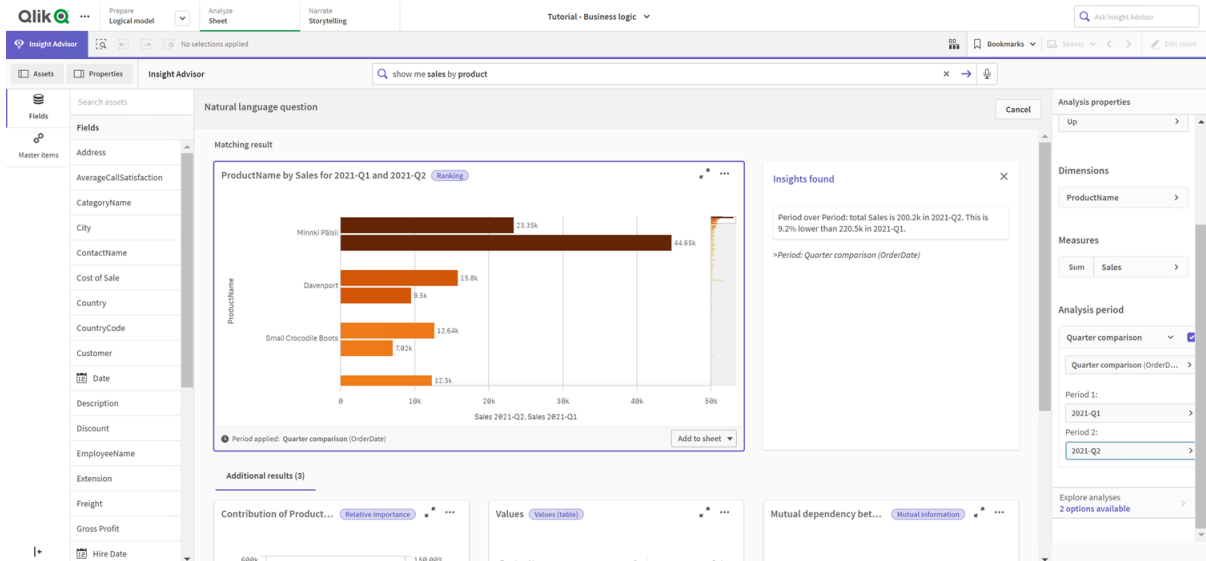 Qlik
Prepare
Logical model
Analyze
Sheet
Narrate
Storytelling
Tutorial - Business logic
Ask Insight Advisor
Insight Advisor
No selections applied
Bookmarks
Sheets
Edit sheet
Assets
Properties
Insight Advisor
show me sales by product
Fields
Master items
Search assets
Fields
Address
AverageCallSatisfaction
CategoryName
City
ContactName
Cost of Sale
Country
CountryCode
Customer
Date
Description
Discount
EmployeeName
Extension
Freight
Gross Profit
Hire Date
Natural language question
Cancel
Matching result
ProductName by Sales for 2021-Q1 and 2021-Q2 Ranking
ProductName
Minnki Pälsii
23.35k
44.65k
Davenport
15.8k
9.5k
Small Crocodile Boots
12.64k
7.02k
12.3k
0 10k 20k 30k 40k 50k
Sales 2021-Q2, Sales 2021-Q1
Period applied: Quarter comparison (OrderDate)
Add to sheet
Insights found
Period over Period: total Sales is 200.2k in 2021-Q2. This is
9.2% lower than 220.5k in 2021-Q1.
>Period: Quarter comparison (OrderDate)
Additional results (3)
Contribution of Product... Relative importance
600k 150.00%
Values Values (table)
Mutual dependency bet... Mutual information
Analysis properties
Up
Dimensions
ProductName
Measures
Sum Sales
Analysis period
Quarter comparison
Quarter comparison (OrderD...
Period 1:
2021-Q1
Period 2:
2021-Q2
Explore analyses
2 options available